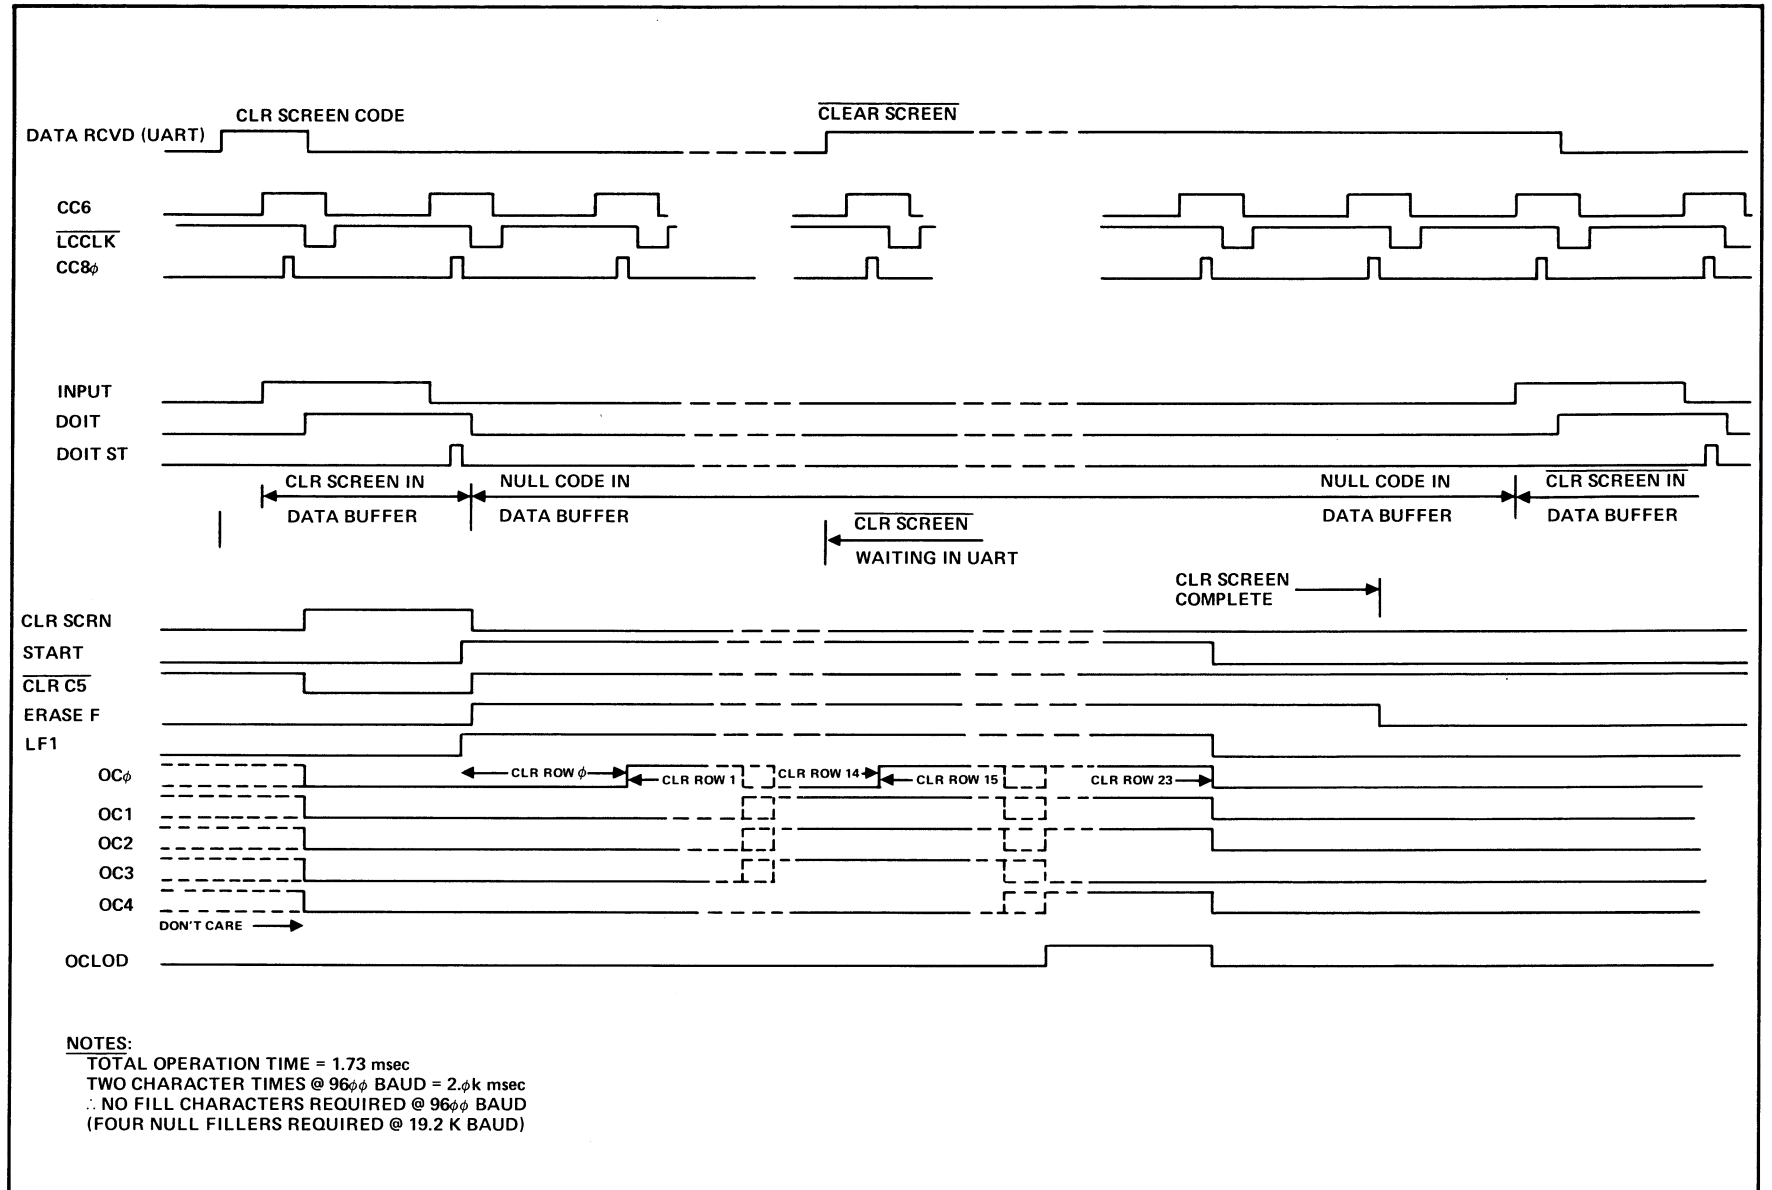 CLR SCREEN CODE
CLEAR SCREEN
DATA RCVD (UART)
CC6
LCCLK
CC8ϕ
INPUT
DOIT
DOIT ST
CLR SCREEN IN
DATA BUFFER
NULL CODE IN
DATA BUFFER
NULL CODE IN
DATA BUFFER
CLR SCREEN IN
DATA BUFFER
CLR SCREEN
WAITING IN UART
CLR SCREEN
COMPLETE
CLR SCRN
START
CLR C5
ERASE F
LF1
OCϕ
CLR ROW ϕ
CLR ROW 1
CLR ROW 14
CLR ROW 15
CLR ROW 23
OC1
OC2
OC3
OC4
DON'T CARE
OCLOD
NOTES:
TOTAL OPERATION TIME = 1.73 msec
TWO CHARACTER TIMES @ 96ϕϕ BAUD = 2.ϕk msec
∴ NO FILL CHARACTERS REQUIRED @ 96ϕϕ BAUD
(FOUR NULL FILLERS REQUIRED @ 19.2 K BAUD)